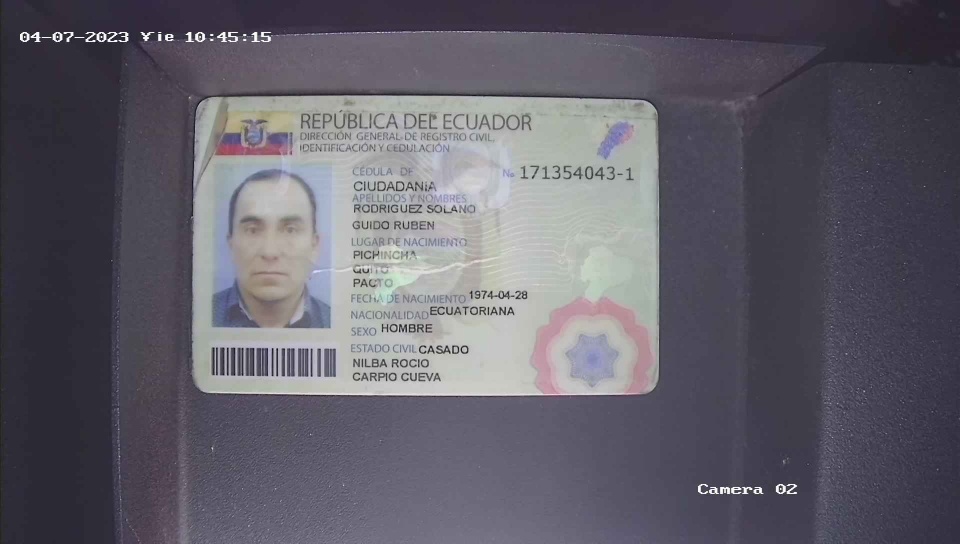 04-07-2023 Vie 10:45:15
REPÚBLICA DEL ECUADOR
DIRECCIÓN GENERAL DE REGISTRO CIVIL,
IDENTIFICACIÓN Y CEDULACIÓN
CÉDULA DE
No. 171354043-1
CIUDADANIA
APELLIDOS Y NOMBRES
RODRIGUEZ SOLANO
GUIDO RUBEN
LUGAR DE NACIMIENTO
PICHINCHA
QUITO
PACTO
FECHA DE NACIMIENTO 1974-04-28
NACIONALIDAD ECUATORIANA
SEXO HOMBRE
ESTADO CIVIL CASADO
NILBA ROCIO
CARPIO CUEVA
Camera 02